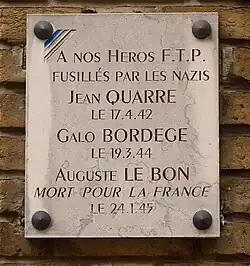 A NOS HEROS F.T.P.
FUSILLÉS PAR LES NAZIS
JEAN QUARRE
LE 17.4.42
GALO BORDEGE
LE 19.3.44
AUGUSTE LE BON
MORT POUR LA FRANCE
LE 24.1.45